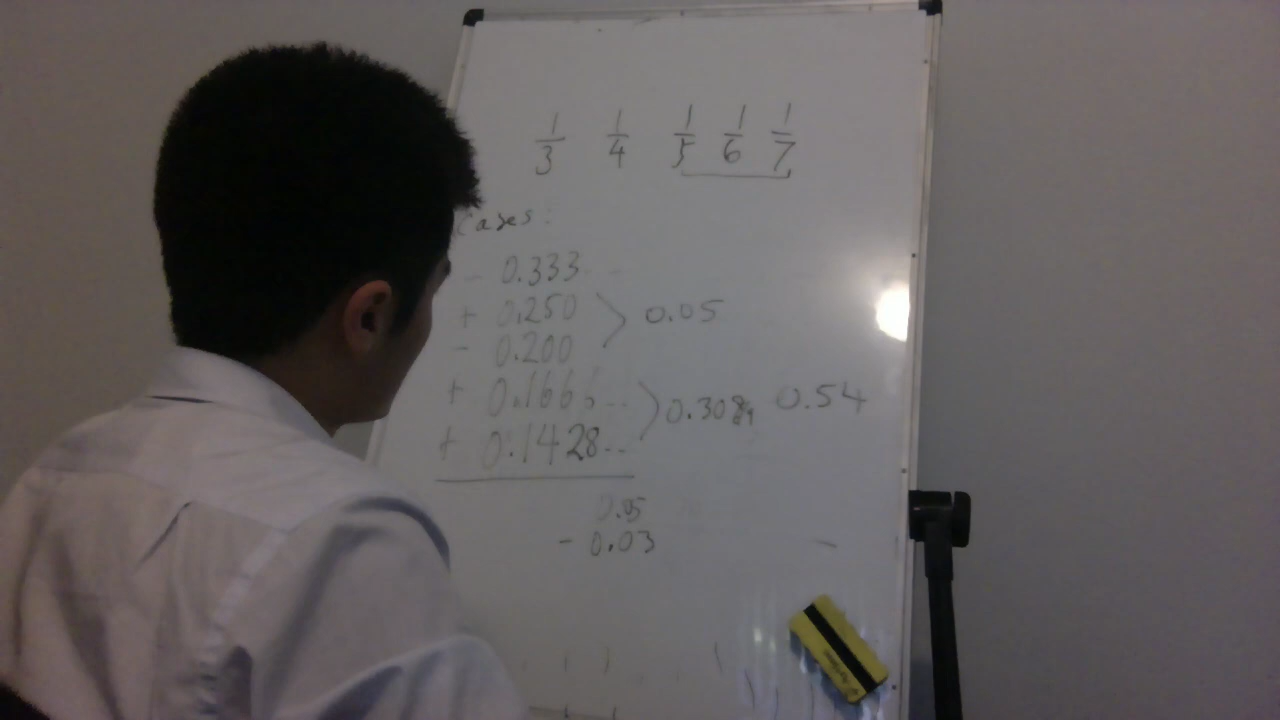 1/3 1/4 1/5 1/6 1/7
Cases:
- 0.333...
+ 0.250 > 0.05
- 0.200
+ 0.1666... > 0.308 0.54
+ 0.1428...
0.05
- 0.03